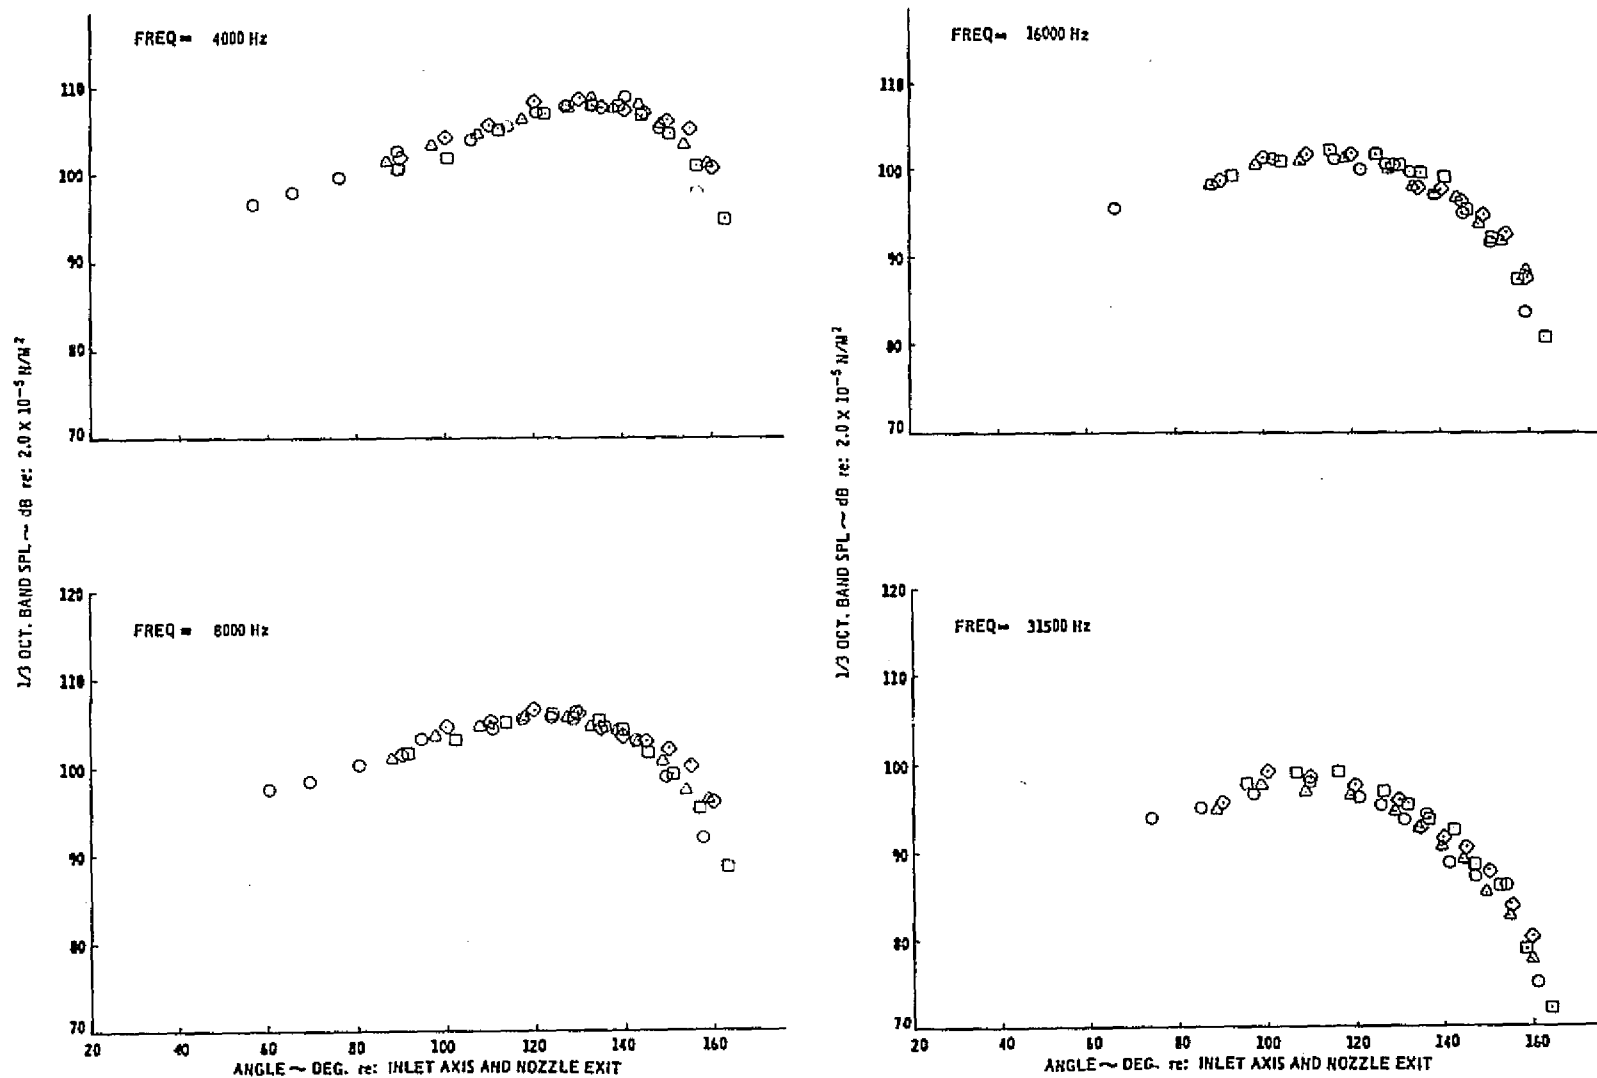 FREQ = 4000 Hz
110
100
90
80
70
FREQ = 16000 Hz
110
100
90
80
70
1/3 OCT. BAND SPL ~ dB re: 2.0 X 10⁻⁵ N/M²
1/3 OCT. BAND SPL ~ dB re: 2.0 X 10⁻⁵ N/M²
FREQ = 8000 Hz
120
110
100
90
80
70
20 40 60 80 100 120 140 160
ANGLE ~ DEG. re: INLET AXIS AND NOZZLE EXIT
FREQ = 31500 Hz
120
110
100
90
80
70
20 40 60 80 100 120 140 160
ANGLE ~ DEG. re: INLET AXIS AND NOZZLE EXIT